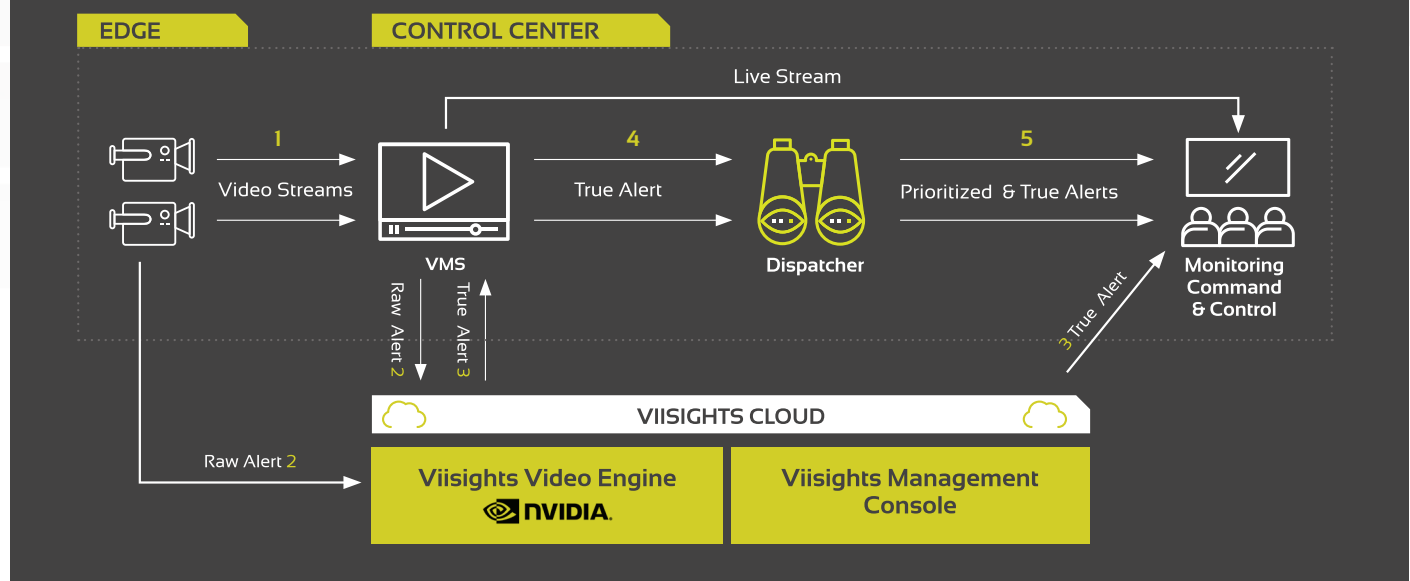 EDGE
CONTROL CENTER
Live Stream
1
4
5
Video Streams
True Alert
Prioritized & True Alerts
VMS
Dispatcher
Monitoring
Command
& Control
Raw Alert 2
True Alert 3
3 True Alert
VIISIGHTS CLOUD
Raw Alert 2
Viisights Video Engine
NVIDIA.
Viisights Management
Console